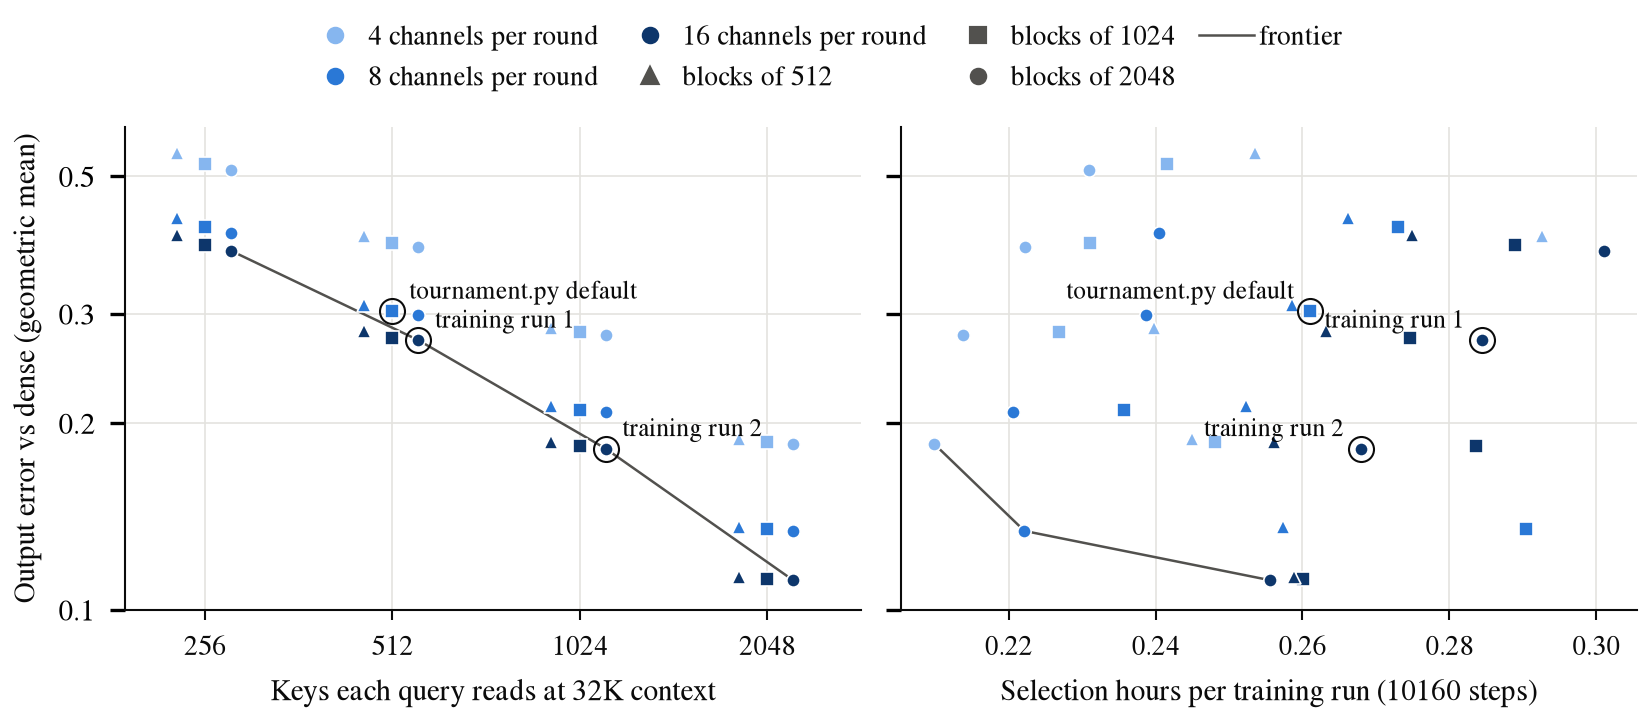 4 channels per round
16 channels per round
blocks of 1024
frontier
8 channels per round
blocks of 512
blocks of 2048
Output error vs dense (geometric mean)
0.5
0.3
0.2
0.1
tournament.py default
training run 1
training run 2
256
512
1024
2048
Keys each query reads at 32K context
tournament.py default
training run 1
training run 2
0.22
0.24
0.26
0.28
0.30
Selection hours per training run (10160 steps)